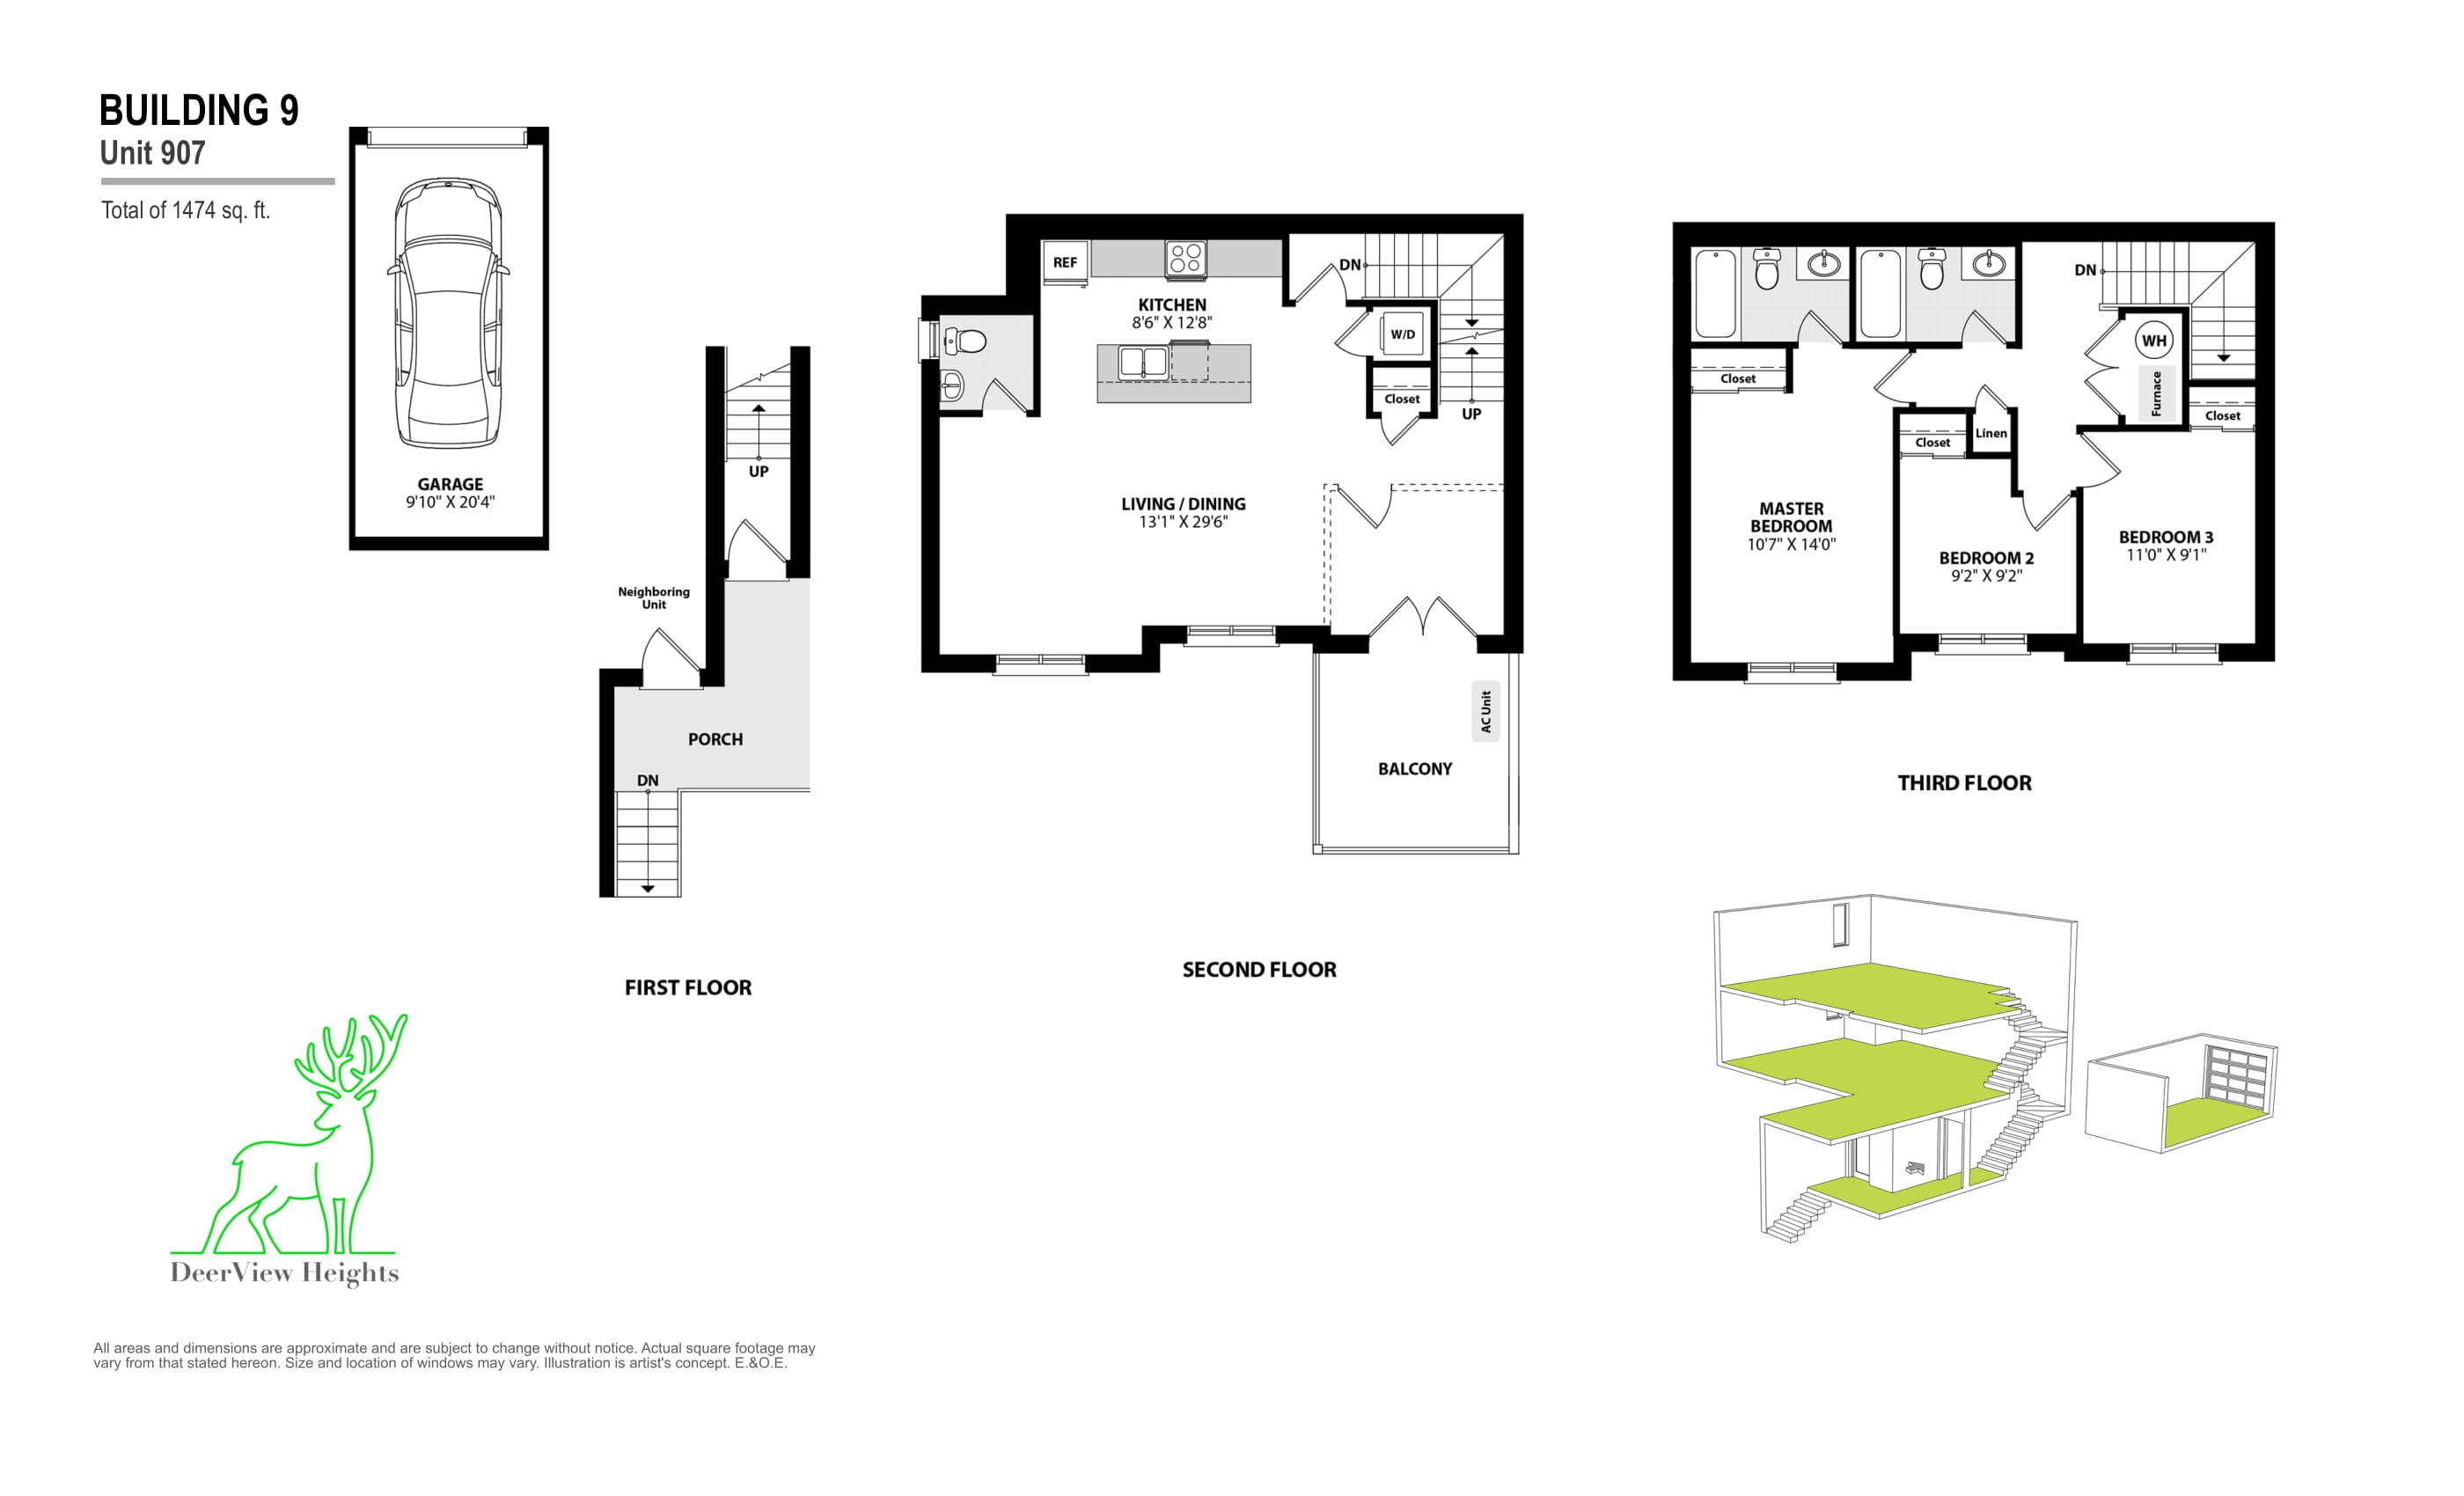 BUILDING 9
Unit 907
Total of 1474 sq. ft.
GARAGE
9'10" X 20'4"
UP
Neighboring
Unit
PORCH
DN
FIRST FLOOR
REF
KITCHEN
8'6" X 12'8"
DN
W/D
Closet
UP
LIVING / DINING
13'1" X 29'6"
AC Unit
BALCONY
SECOND FLOOR
DN
WH
Furnace
Closet
Closet
Closet
Linen
MASTER
BEDROOM
10'7" X 14'0"
BEDROOM 2
9'2" X 9'2"
BEDROOM 3
11'0" X 9'1"
THIRD FLOOR
DeerView Heights
All areas and dimensions are approximate and are subject to change without notice. Actual square footage may
vary from that stated hereon. Size and location of windows may vary. Illustration is artist's concept. E.&O.E.